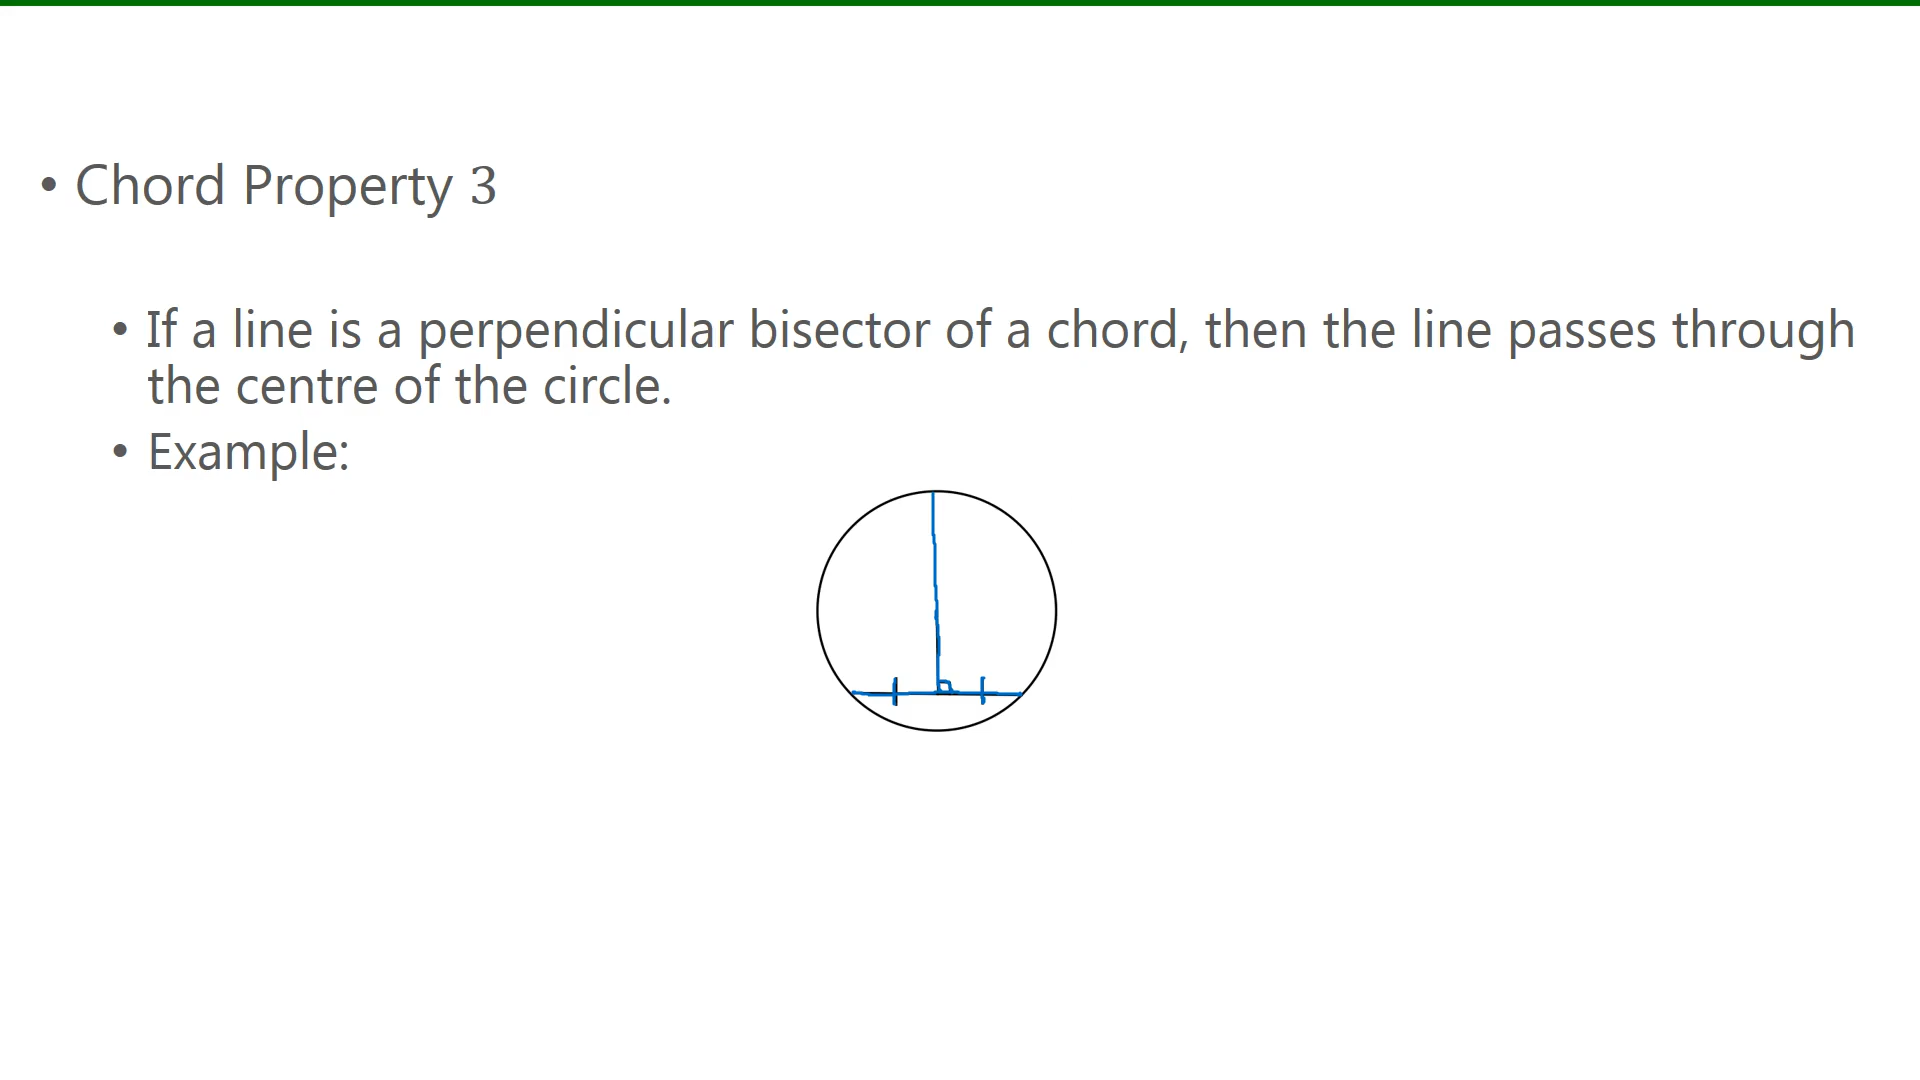 • Chord Property 3
• If a line is a perpendicular bisector of a chord, then the line passes through
the centre of the circle.
• Example: